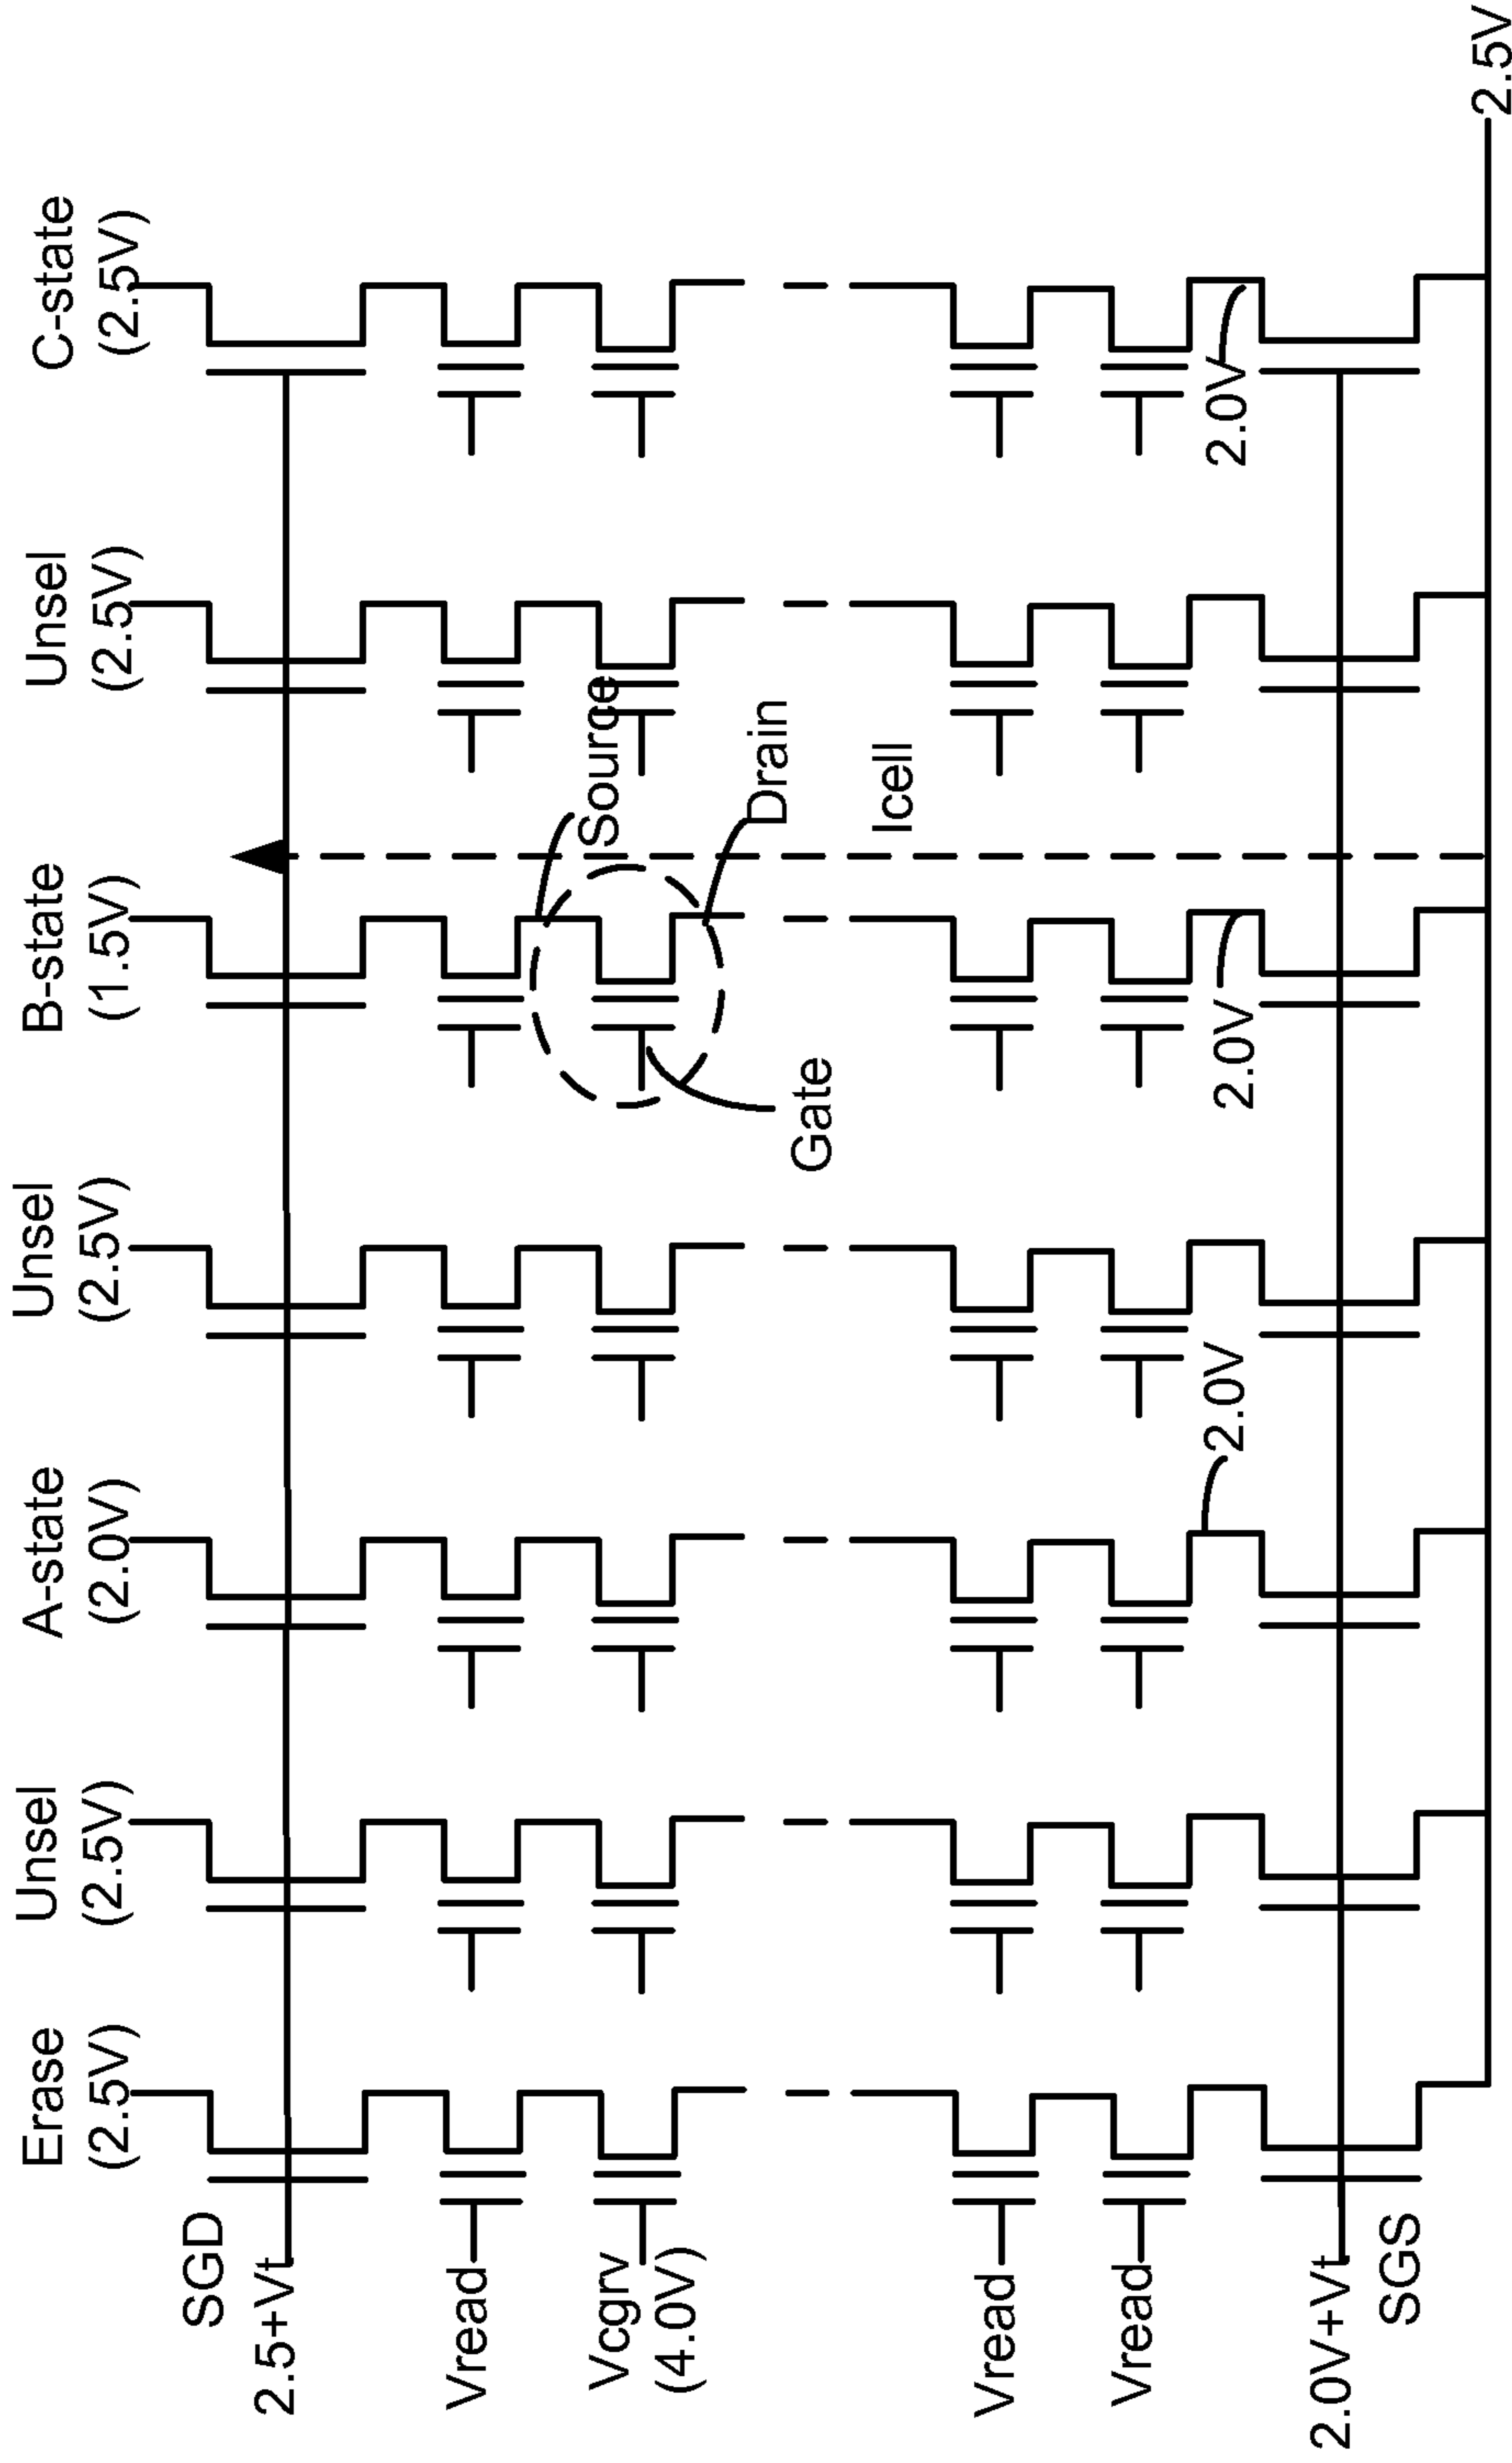 Erase
(2.5V)
Unsel
(2.5V)
A-state
(2.0V)
Unsel
(2.5V)
B-state
(1.5V)
Unsel
(2.5V)
C-state
(2.5V)
SGD
2.5+Vt
Vread
Source
Vcgrv
(4.0V)
Drain
Gate
Icell
Vread
Vread
2.0V
2.0V
2.0V
2.0V+Vt
SGS
2.5V